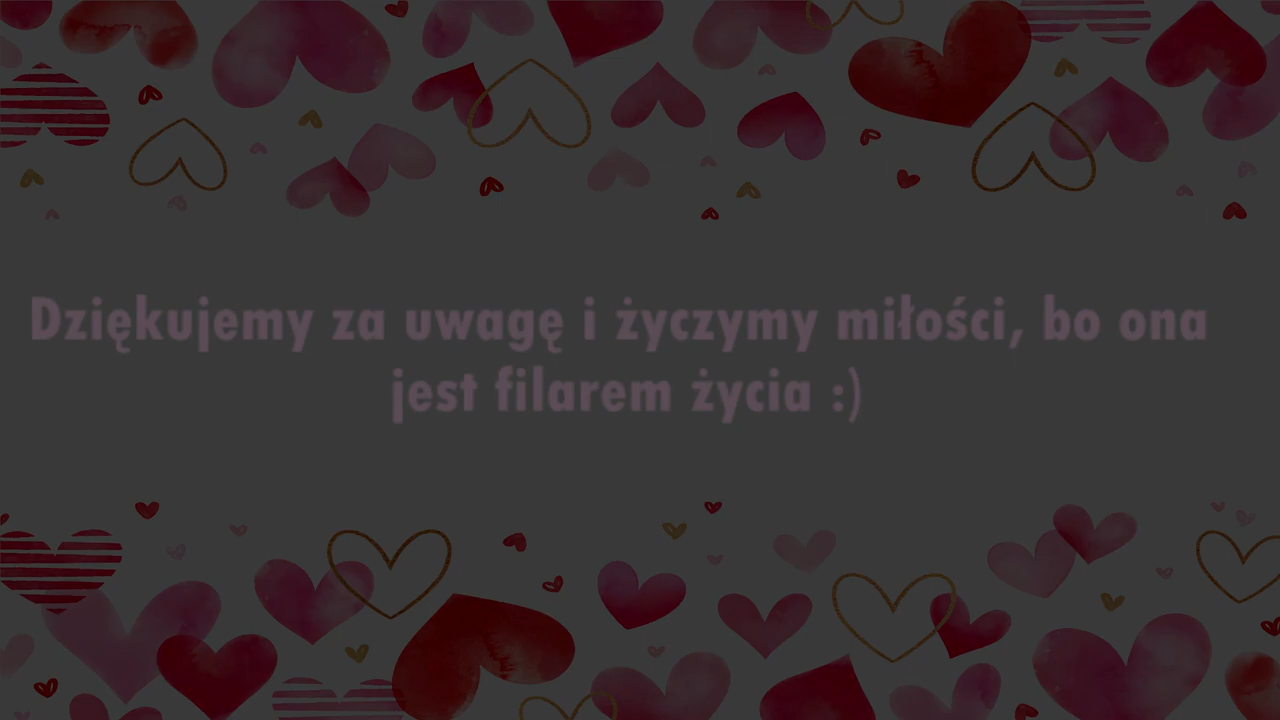 Dziękujemy za uwagę i życzymy miłości, bo ona
jest filarem życia :)